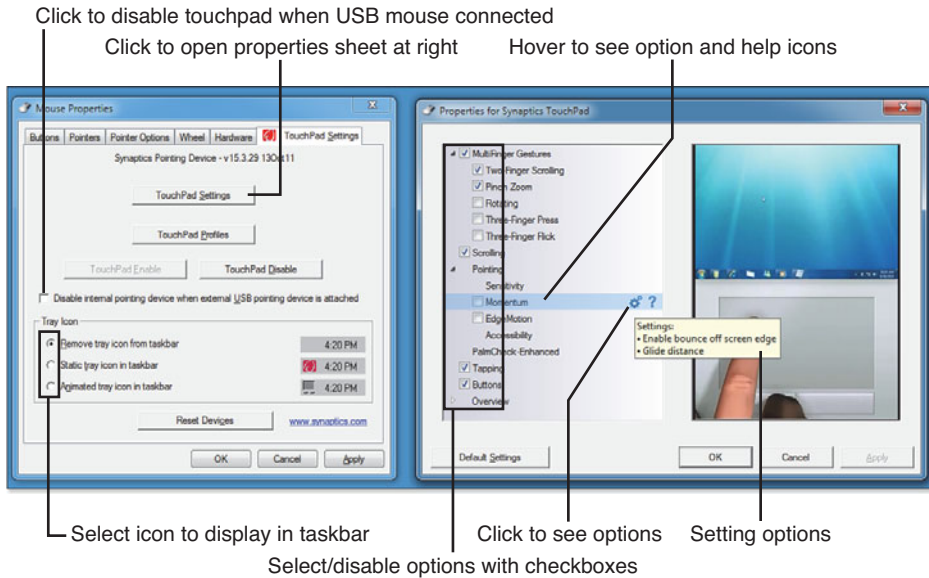 Click to disable touchpad when USB mouse connected
Click to open properties sheet at right
Hover to see option and help icons
Mouse Properties
Buttons Pointers Pointer Options Wheel Hardware TouchPad Settings
Synaptics Pointing Device - v15.3.29 13Oct11
TouchPad Settings
TouchPad Profiles
TouchPad Enable TouchPad Disable
Disable internal pointing device when external USB pointing device is attached
Tray Icon
Remove tray icon from taskbar 4:20 PM
Static tray icon in taskbar 4:20 PM
Animated tray icon in taskbar 4:20 PM
Reset Devices www.synaptics.com
OK Cancel Apply
Properties for Synaptics TouchPad
MultiFinger Gestures
Two-Finger Scrolling
Pinch Zoom
Rotating
Three-Finger Press
Three-Finger Flick
Scrolling
Pointing
Sensitivity
Momentum ?
EdgeMotion
Accessibility
PalmCheck-Enhanced
Tapping
Buttons
Overview
Settings:
• Enable bounce off screen edge
• Glide distance
Default Settings OK Cancel Apply
Select icon to display in taskbar
Click to see options
Setting options
Select/disable options with checkboxes